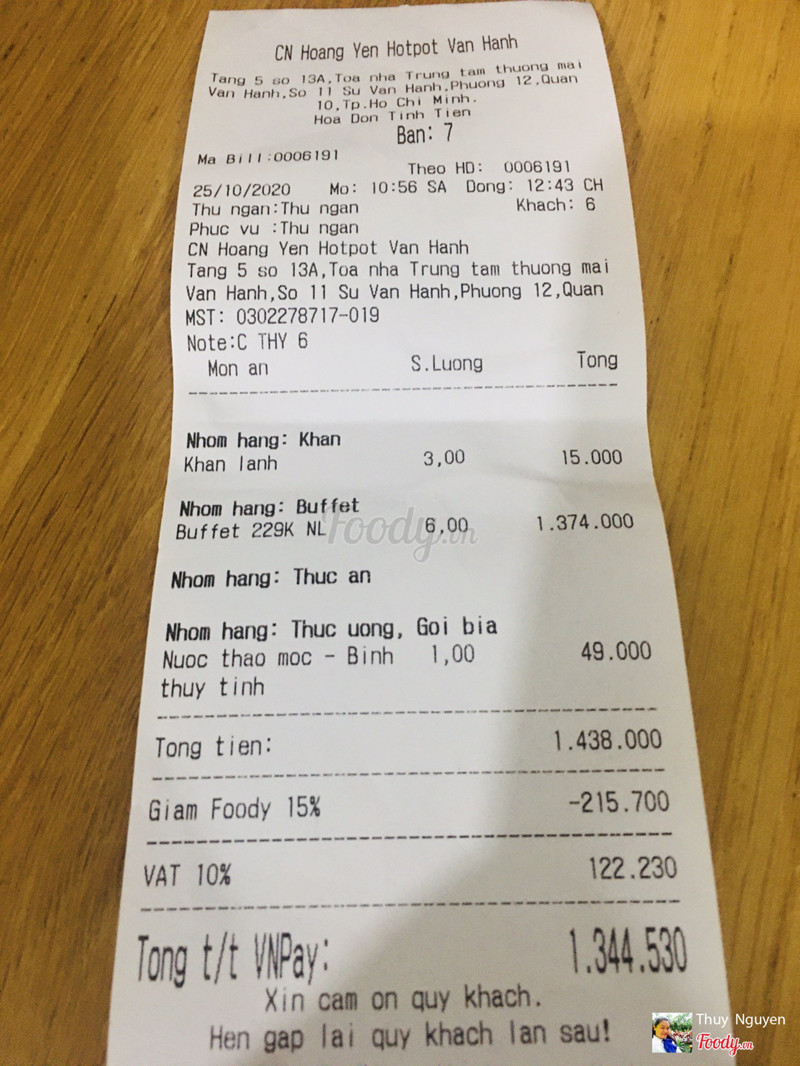 CN Hoang Yen Hotpot Van Hanh
Tang 5 so 13A,Toa nha Trung tam thuong mai
Van Hanh,So 11 Su Van Hanh,Phuong 12,Quan
10,Tp.Ho Chi Minh.
Hoa Don Tinh Tien
Ban: 7
Ma Bill:0006191
Theo HD: 0006191
25/10/2020 Mo: 10:56 SA Dong: 12:43 CH
Thu ngan:Thu ngan Khach: 6
Phuc vu :Thu ngan
CN Hoang Yen Hotpot Van Hanh
Tang 5 so 13A,Toa nha Trung tam thuong mai
Van Hanh,So 11 Su Van Hanh,Phuong 12,Quan
MST: 0302278717-019
Note:C THY 6
Mon an S.Luong Tong
Nhom hang: Khan
Khan lanh 3,00 15.000
Nhom hang: Buffet
Buffet 229K NL 6,00 1.374.000
Foody.vn
Nhom hang: Thuc an
Nhom hang: Thuc uong, Goi bia
Nuoc thao moc - Binh 1,00 49.000
thuy tinh
Tong tien: 1.438.000
Giam Foody 15% -215.700
VAT 10% 122.230
Tong t/t VNPay: 1.344.530
Xin cam on quy khach.
Hen gap lai quy khach lan sau!
Thuy Nguyen
Foody.vn